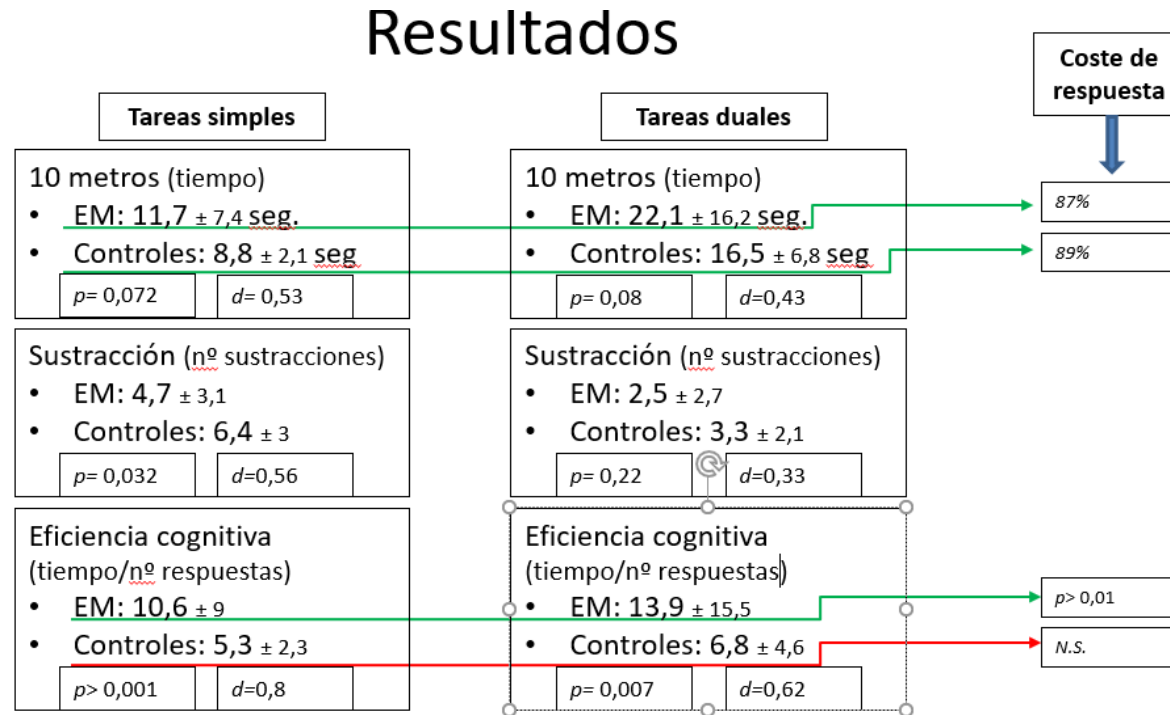 Resultados
Coste de
respuesta
Tareas simples
Tareas duales
10 metros (tiempo)
• EM: 11,7 ± 7,4 seg.
• Controles: 8,8 ± 2,1 seg
p= 0,072
d= 0,53
10 metros (tiempo)
• EM: 22,1 ± 16,2 seg.
• Controles: 16,5 ± 6,8 seg
p= 0,08
d=0,43
87%
89%
Sustracción (nº sustracciones)
• EM: 4,7 ± 3,1
• Controles: 6,4 ± 3
p= 0,032
d=0,56
Sustracción (nº sustracciones)
• EM: 2,5 ± 2,7
• Controles: 3,3 ± 2,1
p= 0,22
d=0,33
Eficiencia cognitiva
(tiempo/nº respuestas)
• EM: 10,6 ± 9
• Controles: 5,3 ± 2,3
p> 0,001
d=0,8
Eficiencia cognitiva
(tiempo/nº respuestas)
• EM: 13,9 ± 15,5
• Controles: 6,8 ± 4,6
p= 0,007
d=0,62
p> 0,01
N.S.